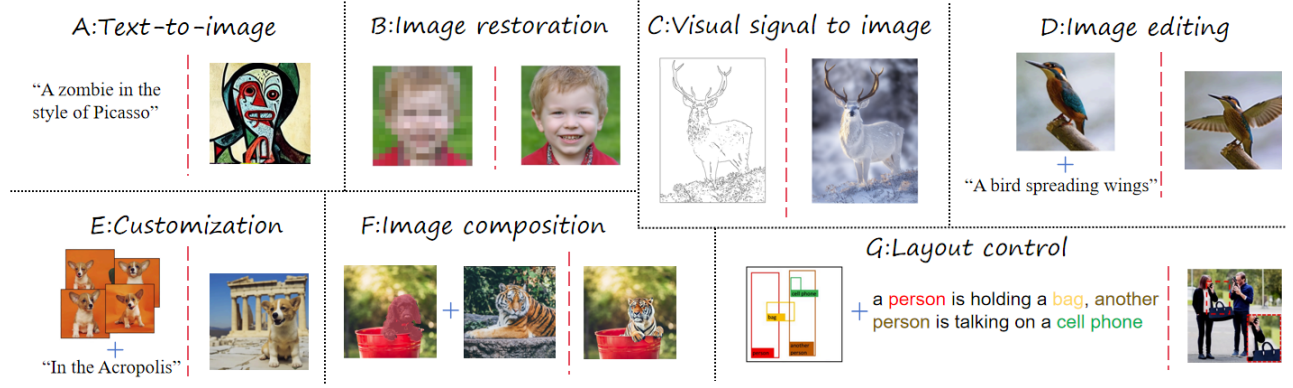 A:Text-to-image
B:Image restoration
C:Visual signal to image
D:Image editing
“A zombie in the
style of Picasso”
“A bird spreading wings”
E:Customization
F:Image composition
G:Layout control
“In the Acropolis”
cell phone
bag
person
another
person
a person is holding a bag, another
person is talking on a cell phone